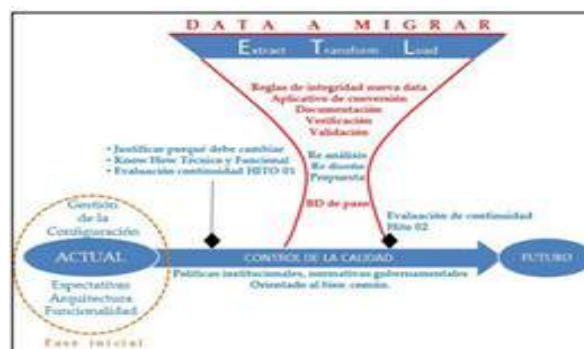 DATA A MIGRAR
Extract Transform Load
Reglas de integridad nueva data
Aplicativo de conversión
Documentación
Verificación
Validación
• Justificar porqué debe cambiar
• Know How Técnico y Funcional
• Evaluación continuidad HITO 01
Re análisis
Re diseño
Propuesta
BD de paso
Evaluación de continuidad
Hito 02
Gestión
de la
Configuración
ACTUAL
CONTROL DE LA CALIDAD
FUTURO
Políticas institucionales, normativas gubernamentales
Orientado al bien común.
Expectativas
Arquitectura
Funcionalidad
Fase inicial